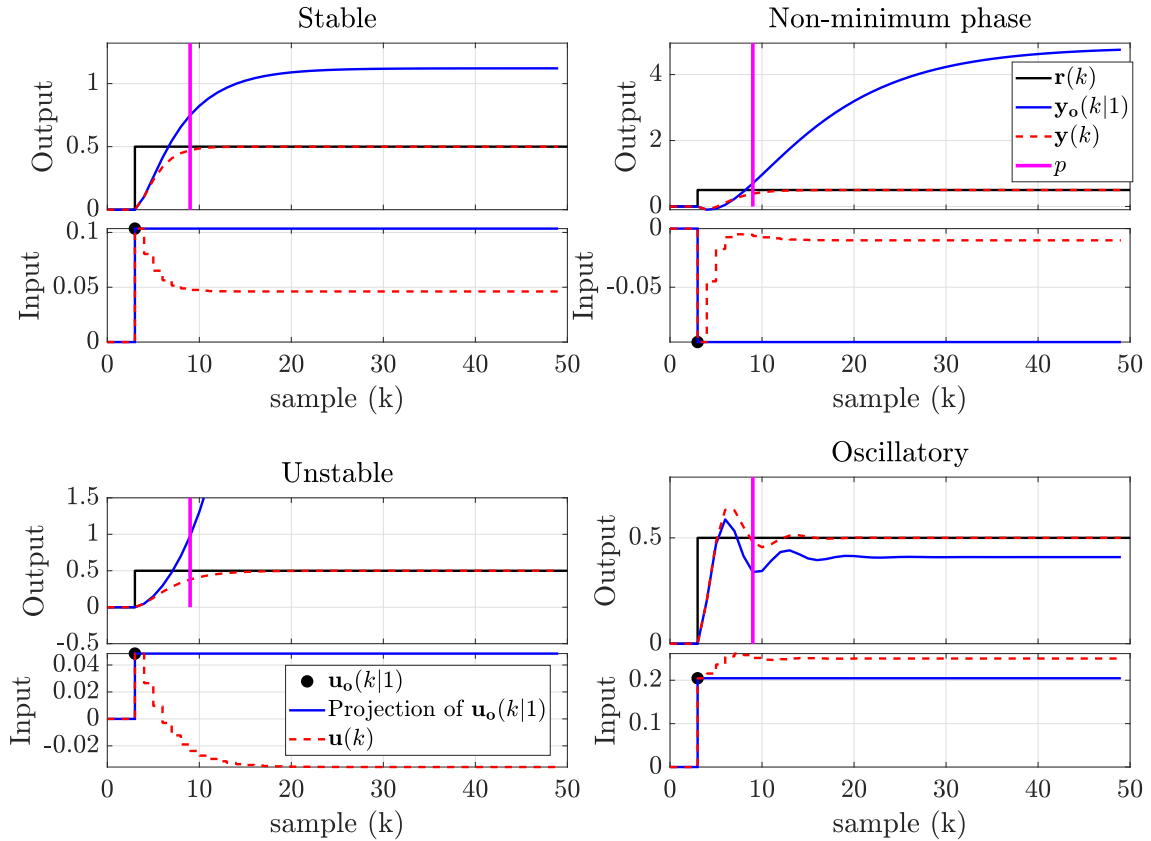 Stable
Output
1
0.5
0
Input
0.1
0.05
0
0 10 20 30 40 50
sample (k)
Non-minimum phase
Output
4
2
0
r(k)
yₒ(k|1)
y(k)
p
Input
0
-0.05
0 10 20 30 40 50
sample (k)
Unstable
Output
1.5
1
0.5
0
-0.5
Input
0.04
0.02
0
-0.02
uₒ(k|1)
Projection of uₒ(k|1)
u(k)
0 10 20 30 40 50
sample (k)
Oscillatory
Output
0.5
0
Input
0.2
0.1
0
0 10 20 30 40 50
sample (k)